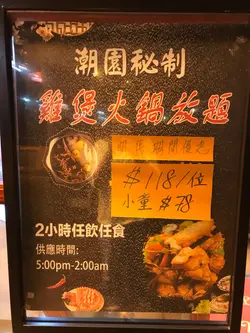 潮園秘制
雞煲火鍋放題
$118/位
小童$78
2小時任飲任食
供應時間:
5:00pm-2:00am